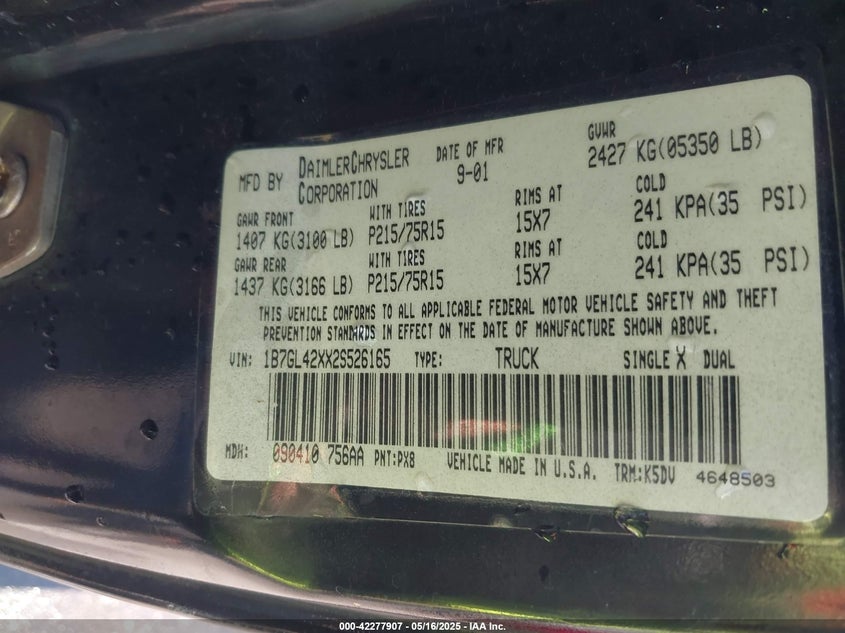 MFD BY DAIMLERCHRYSLER CORPORATION DATE OF MFR 9-01 GVWR 2427 KG(05350 LB)
GAWR FRONT WITH TIRES RIMS AT COLD
1407 KG(3100 LB) P215/75R15 15X7 241 KPA(35 PSI)
GAWR REAR WITH TIRES RIMS AT COLD
1437 KG(3166 LB) P215/75R15 15X7 241 KPA(35 PSI)
THIS VEHICLE CONFORMS TO ALL APPLICABLE FEDERAL MOTOR VEHICLE SAFETY AND THEFT
PREVENTION STANDARDS IN EFFECT ON THE DATE OF MANUFACTURE SHOWN ABOVE.
VIN: 1B7GL42XX2S526165 TYPE: TRUCK SINGLE X DUAL
MDH: 090410 756AA PNT:PX8 VEHICLE MADE IN U.S.A. TRM:K5DV 4648503
000-42277907 - 05/16/2025 - IAA Inc.